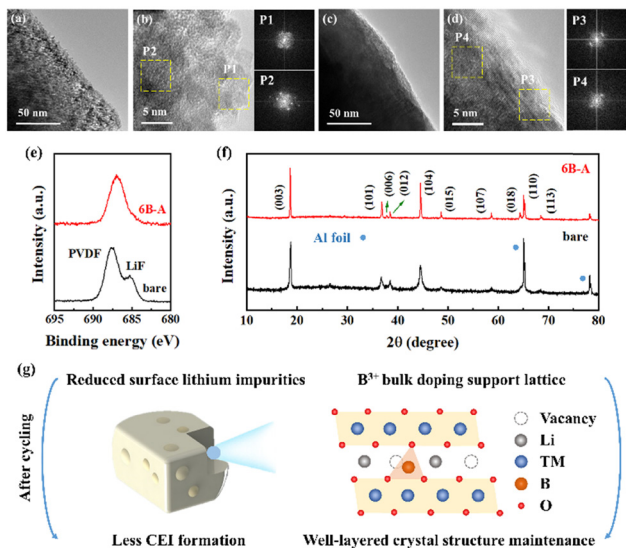 (a)
50 nm
(b)
P2
P1
5 nm
P1
P2
(c)
50 nm
(d)
P4
P3
5 nm
P3
P4
(e)
Intensity (a.u.)
6B-A
PVDF
LiF
bare
695 690 685 680
Binding energy (eV)
(f)
Intensity (a.u.)
(003)
(101)
(006)
(012)
(104)
(015)
(107)
(018)
(110)
(113)
6B-A
Al foil
bare
10 20 30 40 50 60 70 80
2θ (degree)
(g)
Reduced surface lithium impurities
B³⁺ bulk doping support lattice
After cycling
Vacancy
Li
TM
B
O
Less CEI formation
Well-layered crystal structure maintenance